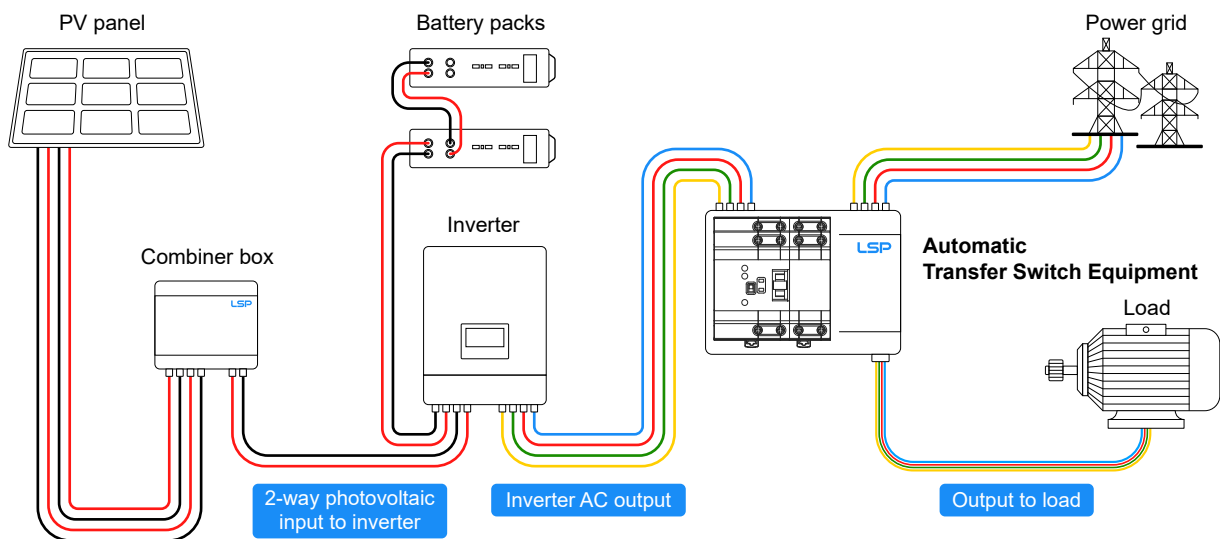 PV panel
Battery packs
Power grid
Inverter
Combiner box
LSP
LSP
Automatic
Transfer Switch Equipment
Load
2-way photovoltaic
input to inverter
Inverter AC output
Output to load